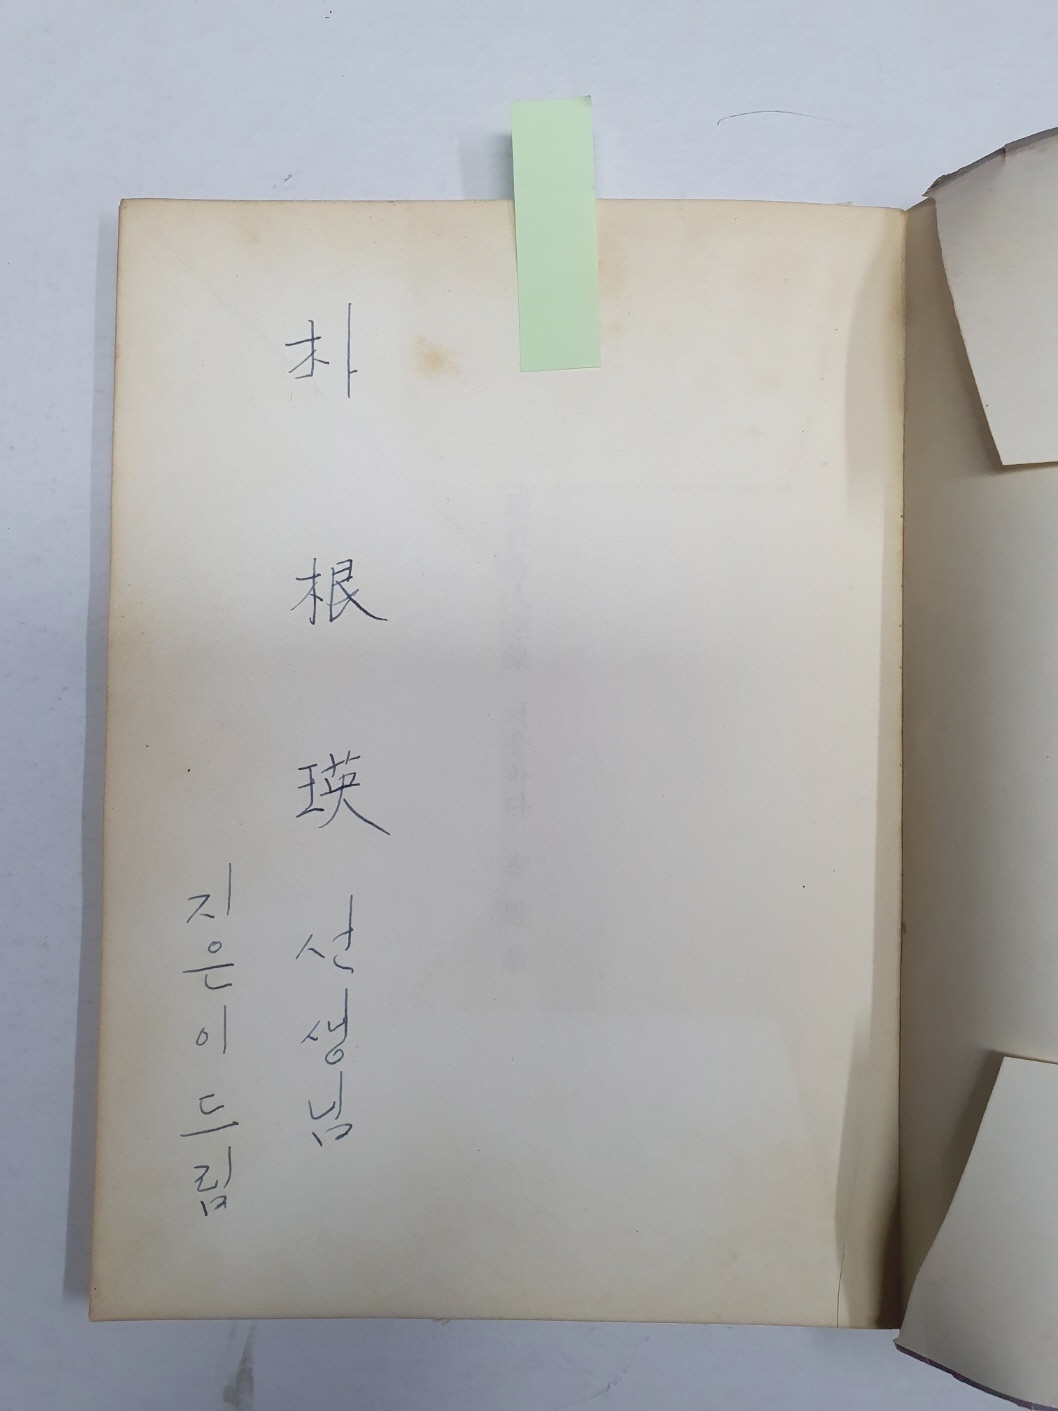 朴根瑛 선생님
지은이 드림